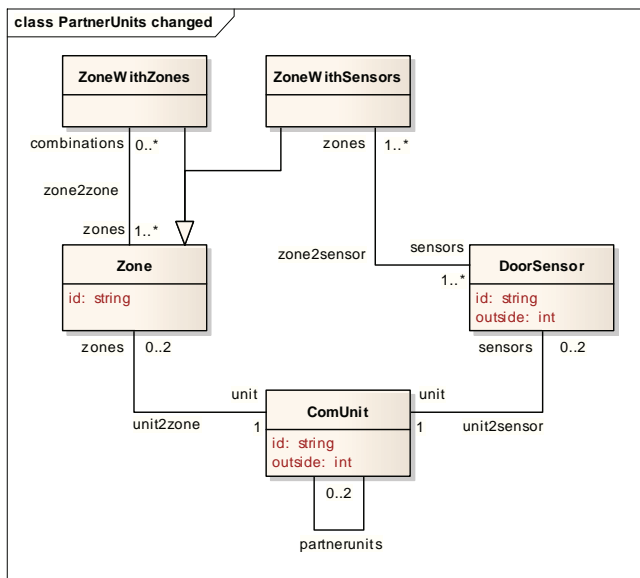 class PartnerUnits changed
ZoneWithZones
ZoneWithSensors
combinations 0..*
zones 1..*
zone2zone
zones 1..*
zone2sensor
sensors
1..*
Zone
id: string
DoorSensor
id: string
outside: int
zones 0..2
sensors 0..2
unit
1
unit2zone
ComUnit
id: string
outside: int
unit
1
unit2sensor
0..2
partnerunits